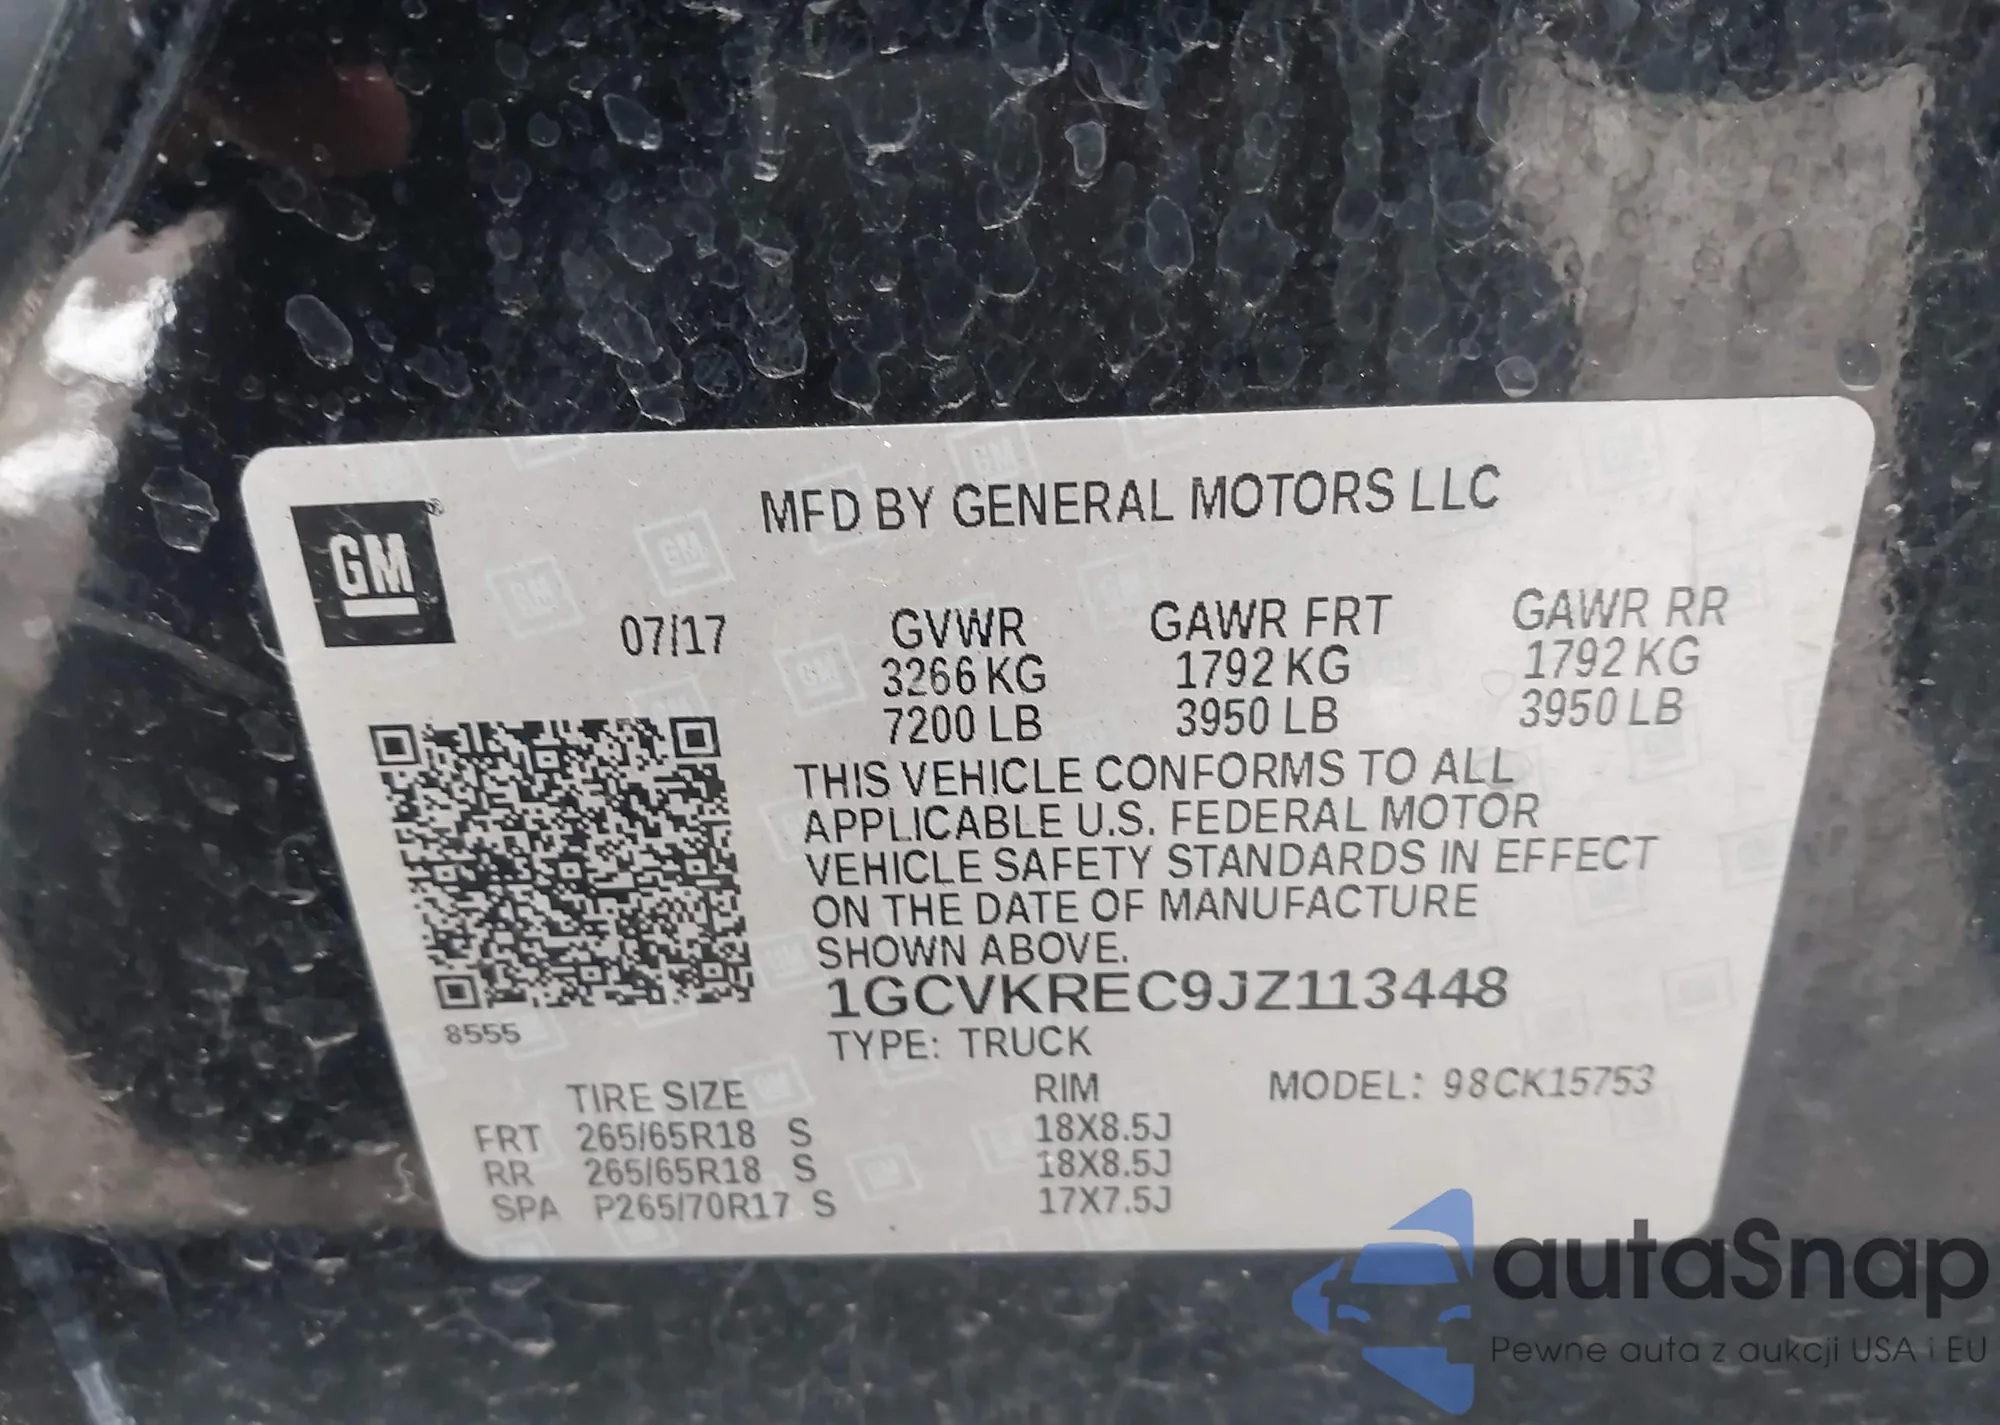 MFD BY GENERAL MOTORS LLC
GM®
07/17
GVWR GAWR FRT GAWR RR
3266 KG 1792 KG 1792 KG
7200 LB 3950 LB 3950 LB
THIS VEHICLE CONFORMS TO ALL
APPLICABLE U.S. FEDERAL MOTOR
VEHICLE SAFETY STANDARDS IN EFFECT
ON THE DATE OF MANUFACTURE
SHOWN ABOVE.
1GCVKREC9JZ113448
8555
TYPE: TRUCK
TIRE SIZE RIM MODEL: 98CK15753
FRT 265/65R18 S 18X8.5J
RR 265/65R18 S 18X8.5J
SPA P265/70R17 S 17X7.5J
autaSnap
Pewne auta z aukcji USA i EU